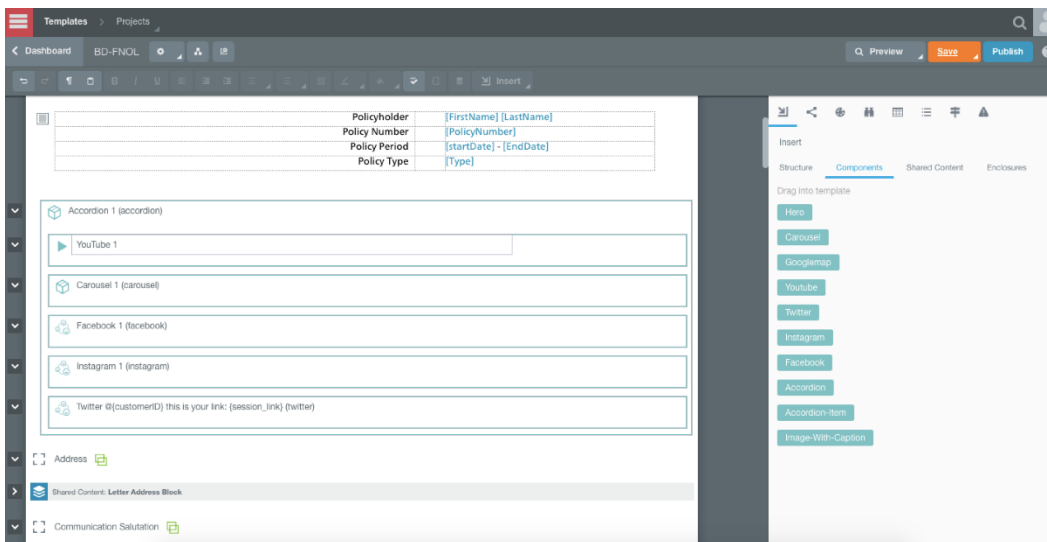 Templates > Projects
Dashboard BD-FNOL Preview Save Publish
Insert
Policyholder [FirstName] [LastName]
Policy Number [PolicyNumber]
Policy Period [startDate] - [EndDate]
Policy Type [Type]
Accordion 1 (accordion)
YouTube 1
Carousel 1 (carousel)
Facebook 1 (facebook)
Instagram 1 (instagram)
Twitter @{customerID} this is your link: {session_link} (twitter)
Address
Shared Content: Letter Address Block
Communication Salutation
Insert
Structure Components Shared Content Enclosures
Drag into template
Hero
Carousel
Googlemap
Youtube
Twitter
Instagram
Facebook
Accordion
Accordion-Item
Image-With-Caption